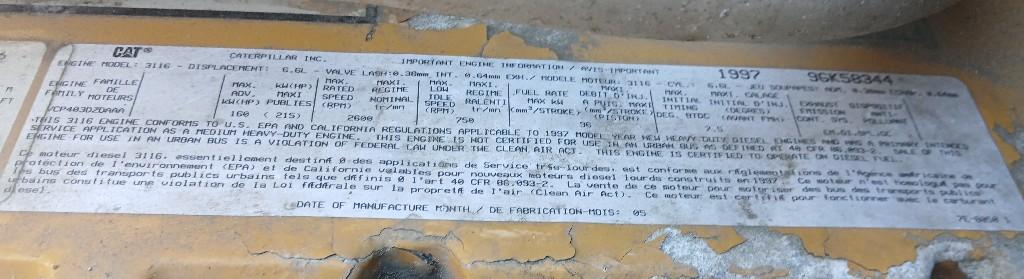 CAT® CATERPILLAR INC. IMPORTANT ENGINE INFORMATION / AVIS IMPORTANT 1997 9GK58344
ENGINE MODEL: 3116 - DISPLACEMENT: 6.6L - VALVE LASH: 0.38mm INT. 0.64mm EXH./ MODELE MOTEUR: 3116 - CYL.: 6.6L - JEU SOUPAPES
ENGINE FAMILLE DE FAMILY MOTEURS
VCP403DZDAAA
MAX. KW(HP) ADV. MAXI KW(HP) PUBLIES
160 (215)
MAX. MAXI. RATED REGIME SPEED NOMINAL (RPM) tr/mn
2600
MAX. MAXI. LOW REGIME IDLE RALENTI SPEED tr/mn (RPM)
750
FUEL RATE DEBIT D'INJ. MAX KW A PUIS. MAXI (mm³/STROKE) (mm³/STROKE) (PISTON)
96
MAX. MAXI. CALAGE INITIAL INITIAL D'INJ. TIMING (DEGRES) DEG. BTDC (AVANT PMH)
7.5
EXHAUST DISPOSITIF EMISSION ANTI- CONT. SYS. POLLUANT
THIS 3116 ENGINE CONFORMS TO U.S. EPA AND CALIFORNIA REGULATIONS APPLICABLE TO 1997 MODEL YEAR NEW HEAVY DUTY DIESEL ENGINES AND HAS A PRIMARY INTENDED
SERVICE APPLICATION AS A MEDIUM HEAVY-DUTY ENGINE. THIS ENGINE IS NOT CERTIFIED FOR USE IN AN URBAN BUS AS DEFINED AT 40 CFR 86.093-2. SALE OF THIS
ENGINE FOR USE IN AN URBAN BUS IS A VIOLATION OF FEDERAL LAW UNDER THE CLEAN AIR ACT. THIS ENGINE IS CERTIFIED TO OPERATE ON DIESEL FUEL
Ce moteur diesel 3116, essentiellement destiné à des applications de Service très-lourdes, est conforme aux réglementations de l'Agence américaine
protection de l'environnement (EPA) et de Californie valables pour nouveaux moteurs diesel lourds construits en 1997 . Ce moteur n'est homologué pas pour
les bus des transports publics urbains tels que définis à l'art 40 CFR 86.093-2. La vente de ce moteur pour motoriser des bus des transports publics
urbains constitue une violation de la Loi fédérale sur la propreté de l'air (Clean Air Act). Ce moteur est certifié pour fonctionner avec le carburant
diesel.
DATE OF MANUFACTURE MONTH / DE FABRICATION-MOIS: 05